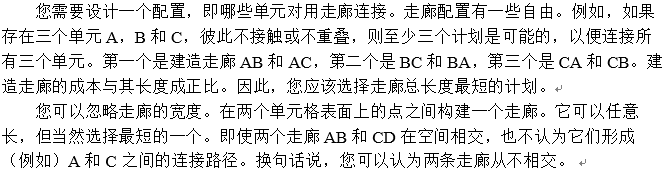 您需要设计一个配置，即哪些单元对用走廊连接。走廊配置有一些自由。例如，如果
存在三个单元 A，B 和 C，彼此不接触或不重叠，则至少三个计划是可能的，以便连接所
有三个单元。第一个是建造走廊 AB 和 AC，第二个是 BC 和 BA，第三个是 CA 和 CB。建
造走廊的成本与其长度成正比。因此，您应该选择走廊总长度最短的计划。
您可以忽略走廊的宽度。在两个单元格表面上的点之间构建一个走廊。它可以任意
长，但当然选择最短的一个。即使两个走廊 AB 和 CD 在空间相交，也不认为它们形成
（例如）A 和 C 之间的连接路径。换句话说，您可以认为两条走廊从不相交。